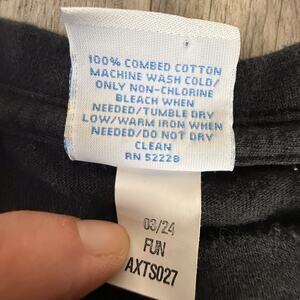 100% COMBED COTTON
MACHINE WASH COLD/
ONLY NON-CHLORINE
BLEACH WHEN
NEEDED/TUMBLE DRY
LOW/WARM IRON WHEN
NEEDED/DO NOT DRY
CLEAN
RN 52228
03/24
FUN
AXTS027